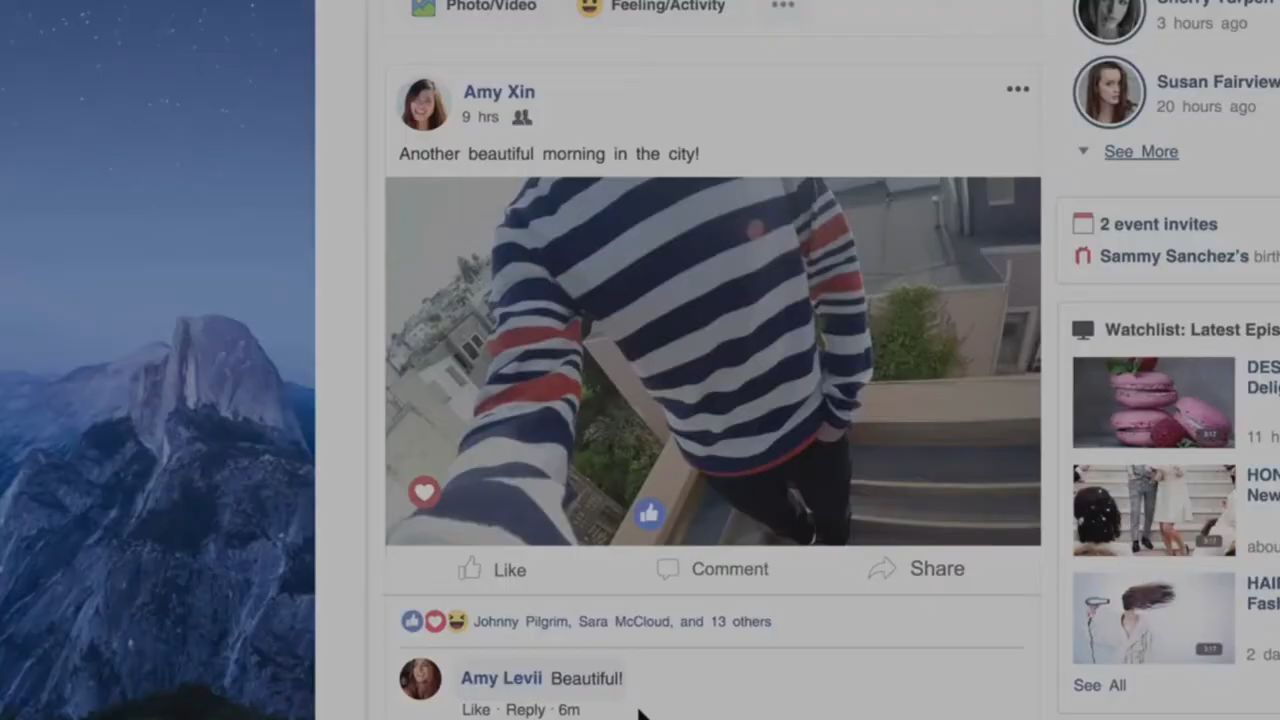 Photo/Video
Feeling/Activity
3 hours ago
Susan Fairview
20 hours ago
See More
Amy Xin
9 hrs
Another beautiful morning in the city!
2 event invites
Sammy Sanchez's birt
Watchlist: Latest Epis
DES
Deli
11 h
HON
New
abou
HAI
Fas
2 da
See All
Like
Comment
Share
Johnny Pilgrim, Sara McCloud, and 13 others
Amy Levii Beautiful!
Like · Reply · 6m